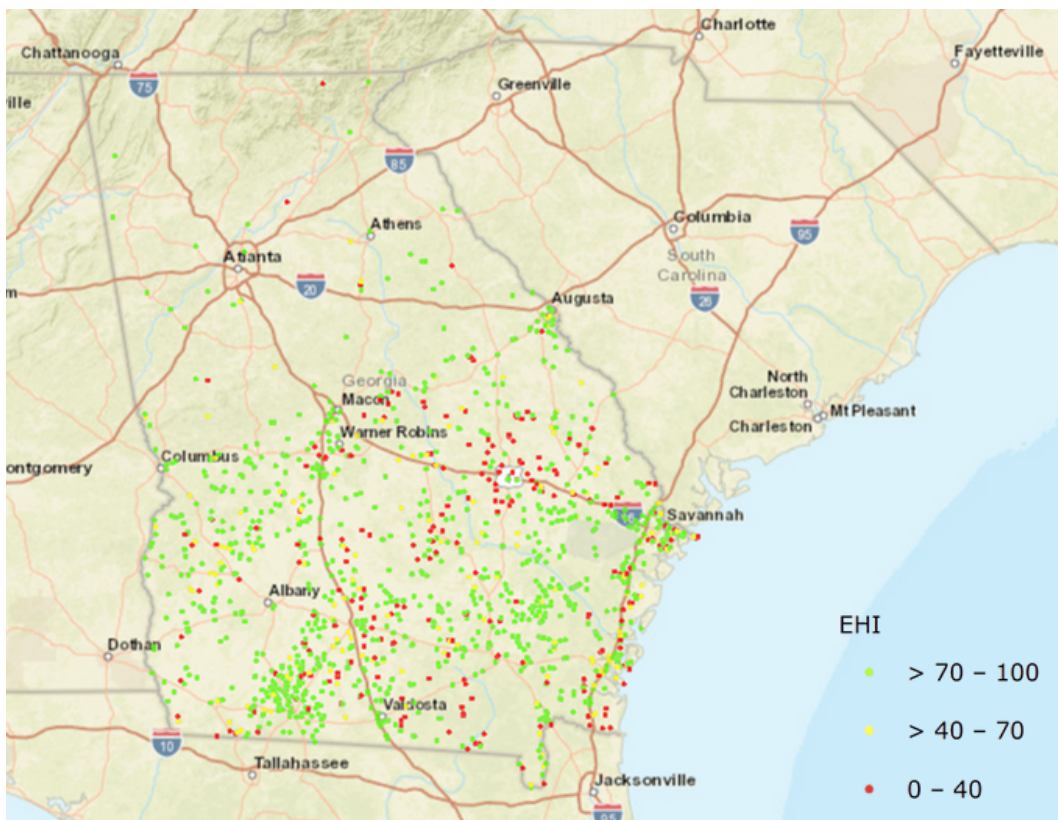 Charlotte
Chattanooga
Fayetteville
75
Greenville
ville
85
Athens
Columbia
95
Atlanta
South
Carolina
m
20
26
Augusta
North
Charleston
Georgia
Macon
Mt Pleasant
Charleston
Warner Robins
Columbus
ontgomery
16
Savannah
Albany
EHI
Dothan
> 70 – 100
Valdosta
> 40 – 70
10
Tallahassee
Jacksonville
0 – 40
95